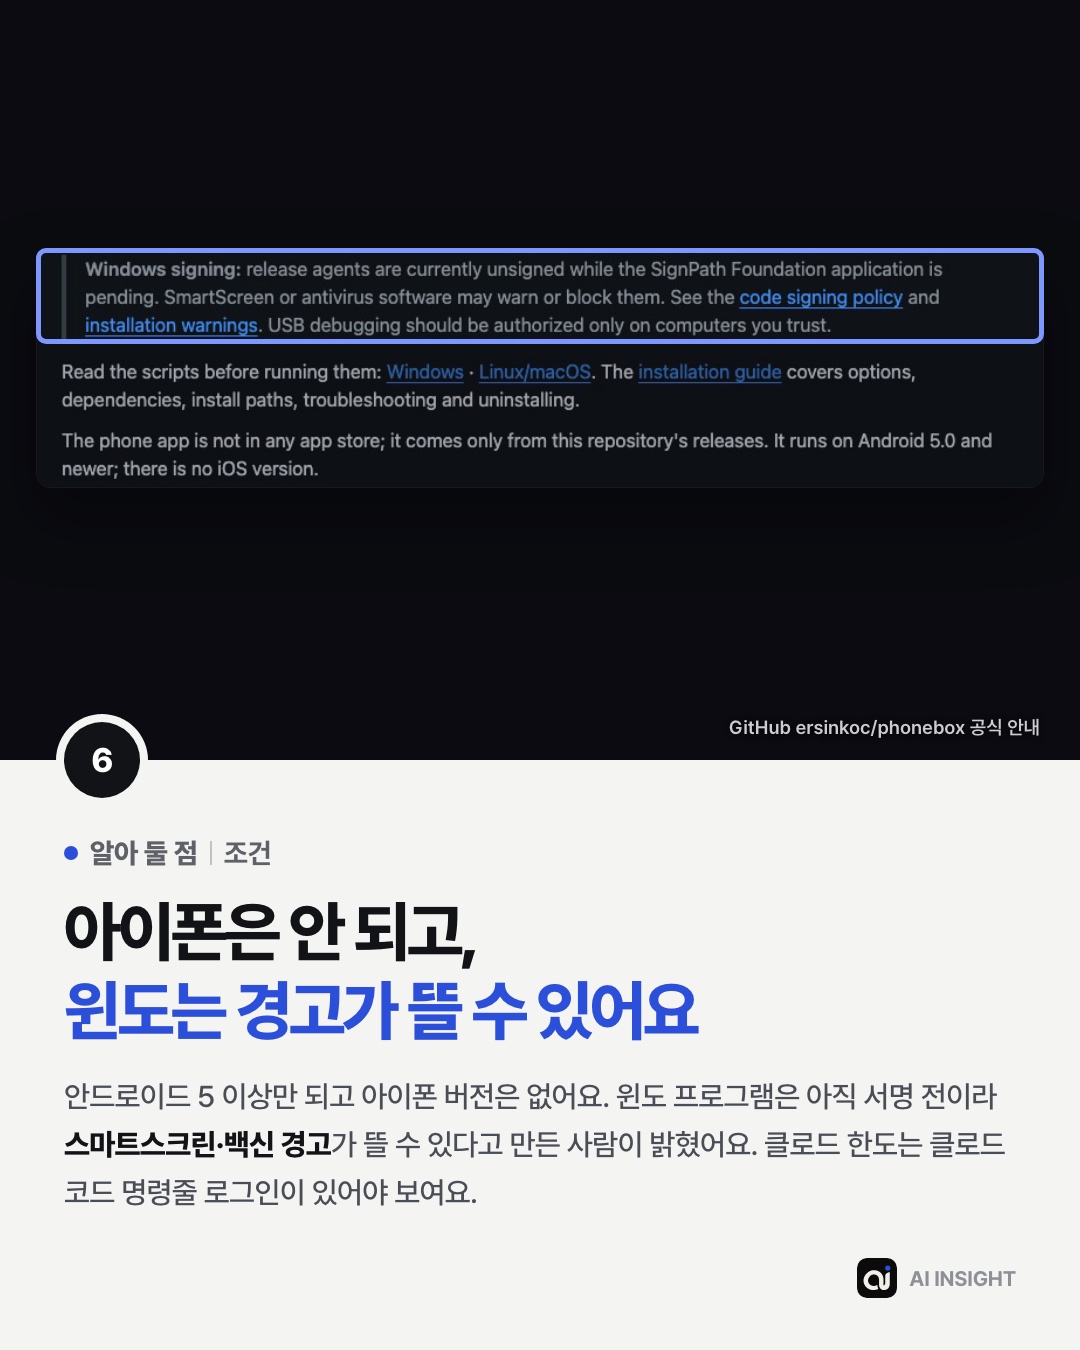 Windows signing: release agents are currently unsigned while the SignPath Foundation application is
pending. SmartScreen or antivirus software may warn or block them. See the code signing policy and
installation warnings. USB debugging should be authorized only on computers you trust.
Read the scripts before running them: Windows · Linux/macOS. The installation guide covers options,
dependencies, install paths, troubleshooting and uninstalling.
The phone app is not in any app store; it comes only from this repository's releases. It runs on Android 5.0 and
newer; there is no iOS version.
GitHub ersinkoc/phonebox 공식 안내
6
알아 둘 점 | 조건
아이폰은 안 되고,
윈도는 경고가 뜰 수 있어요
안드로이드 5 이상만 되고 아이폰 버전은 없어요. 윈도 프로그램은 아직 서명 전이라
스마트스크린·백신 경고가 뜰 수 있다고 만든 사람이 밝혔어요. 클로드 한도는 클로드
코드 명령줄 로그인이 있어야 보여요.
ai AI INSIGHT